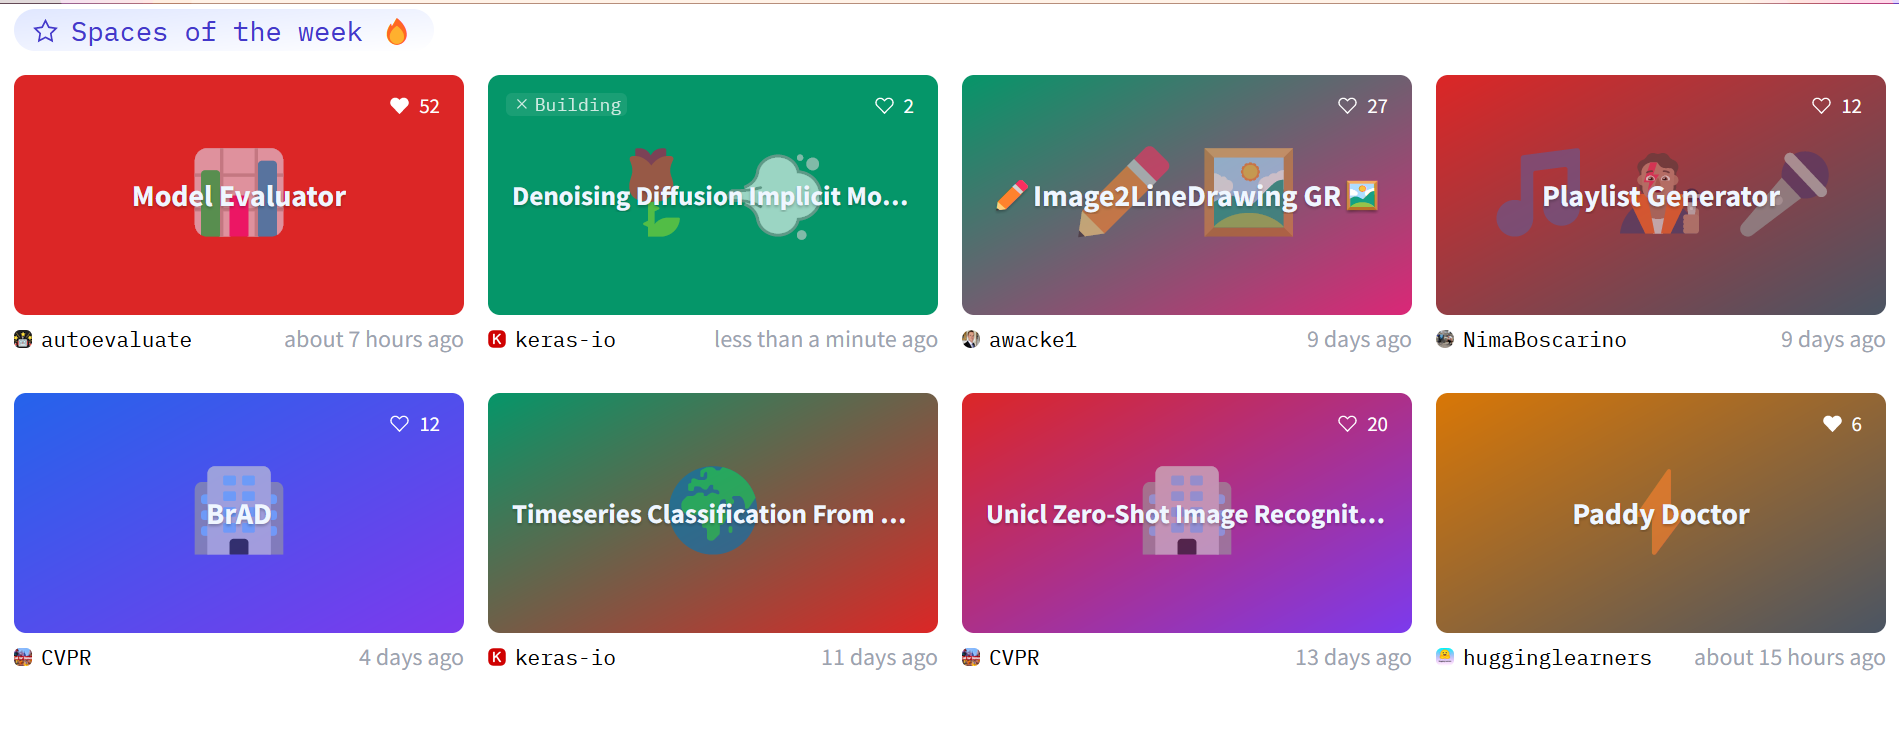 Spaces of the week 🔥
52
Model Evaluator
autoevaluate about 7 hours ago
× Building 2
Denoising Diffusion Implicit Mo...
K keras-io less than a minute ago
27
✏️ Image2LineDrawing GR 🖼️
awacke1 9 days ago
12
Playlist Generator
NimaBoscarino 9 days ago
12
BrAD
CVPR 4 days ago
Timeseries Classification From ...
K keras-io 11 days ago
20
Unicl Zero-Shot Image Recognit...
CVPR 13 days ago
6
Paddy Doctor
hugginglearners about 15 hours ago